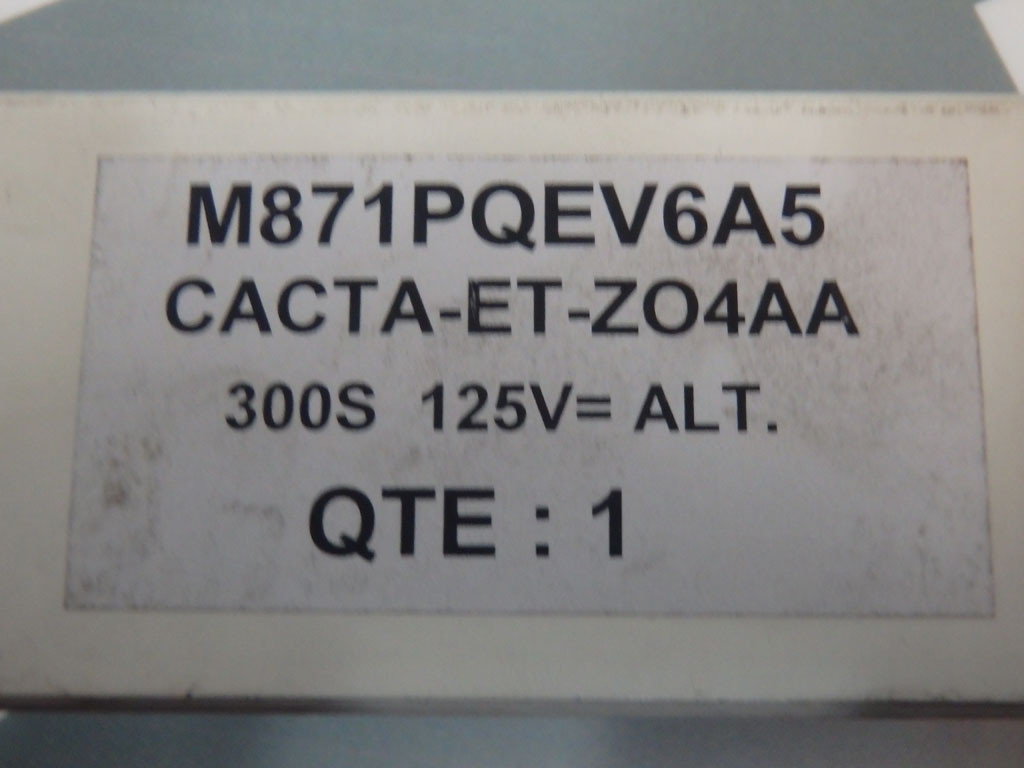 M871PQEV6A5
CACTA-ET-ZO4AA
300S 125V= ALT.
QTE : 1